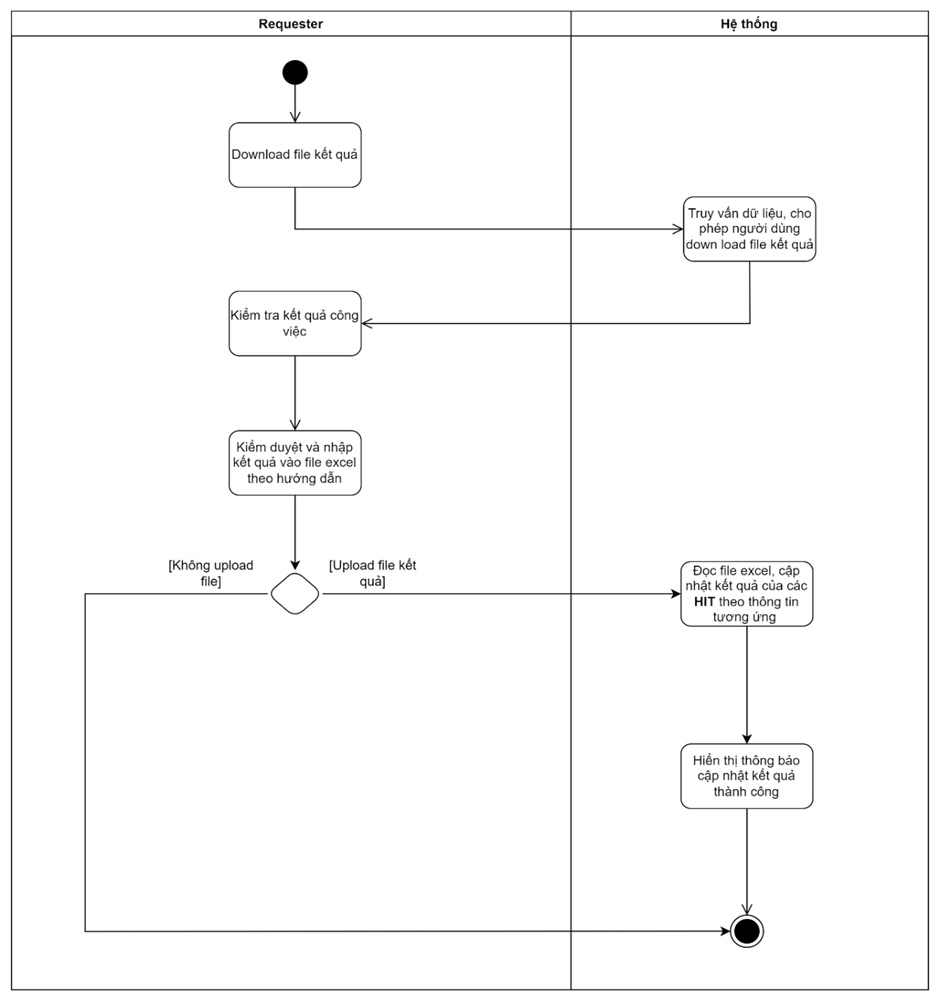 Requester
Hệ thống
Download file kết quả
Truy vấn dữ liệu, cho
phép người dùng
down load file kết quả
Kiểm tra kết quả công
việc
Kiểm duyệt và nhập
kết quả vào file excel
theo hướng dẫn
[Không upload
file]
[Upload file kết
quả]
Đọc file excel, cập
nhật kết quả của các
HIT theo thông tin
tương ứng
Hiển thị thông báo
cập nhật kết quả
thành công